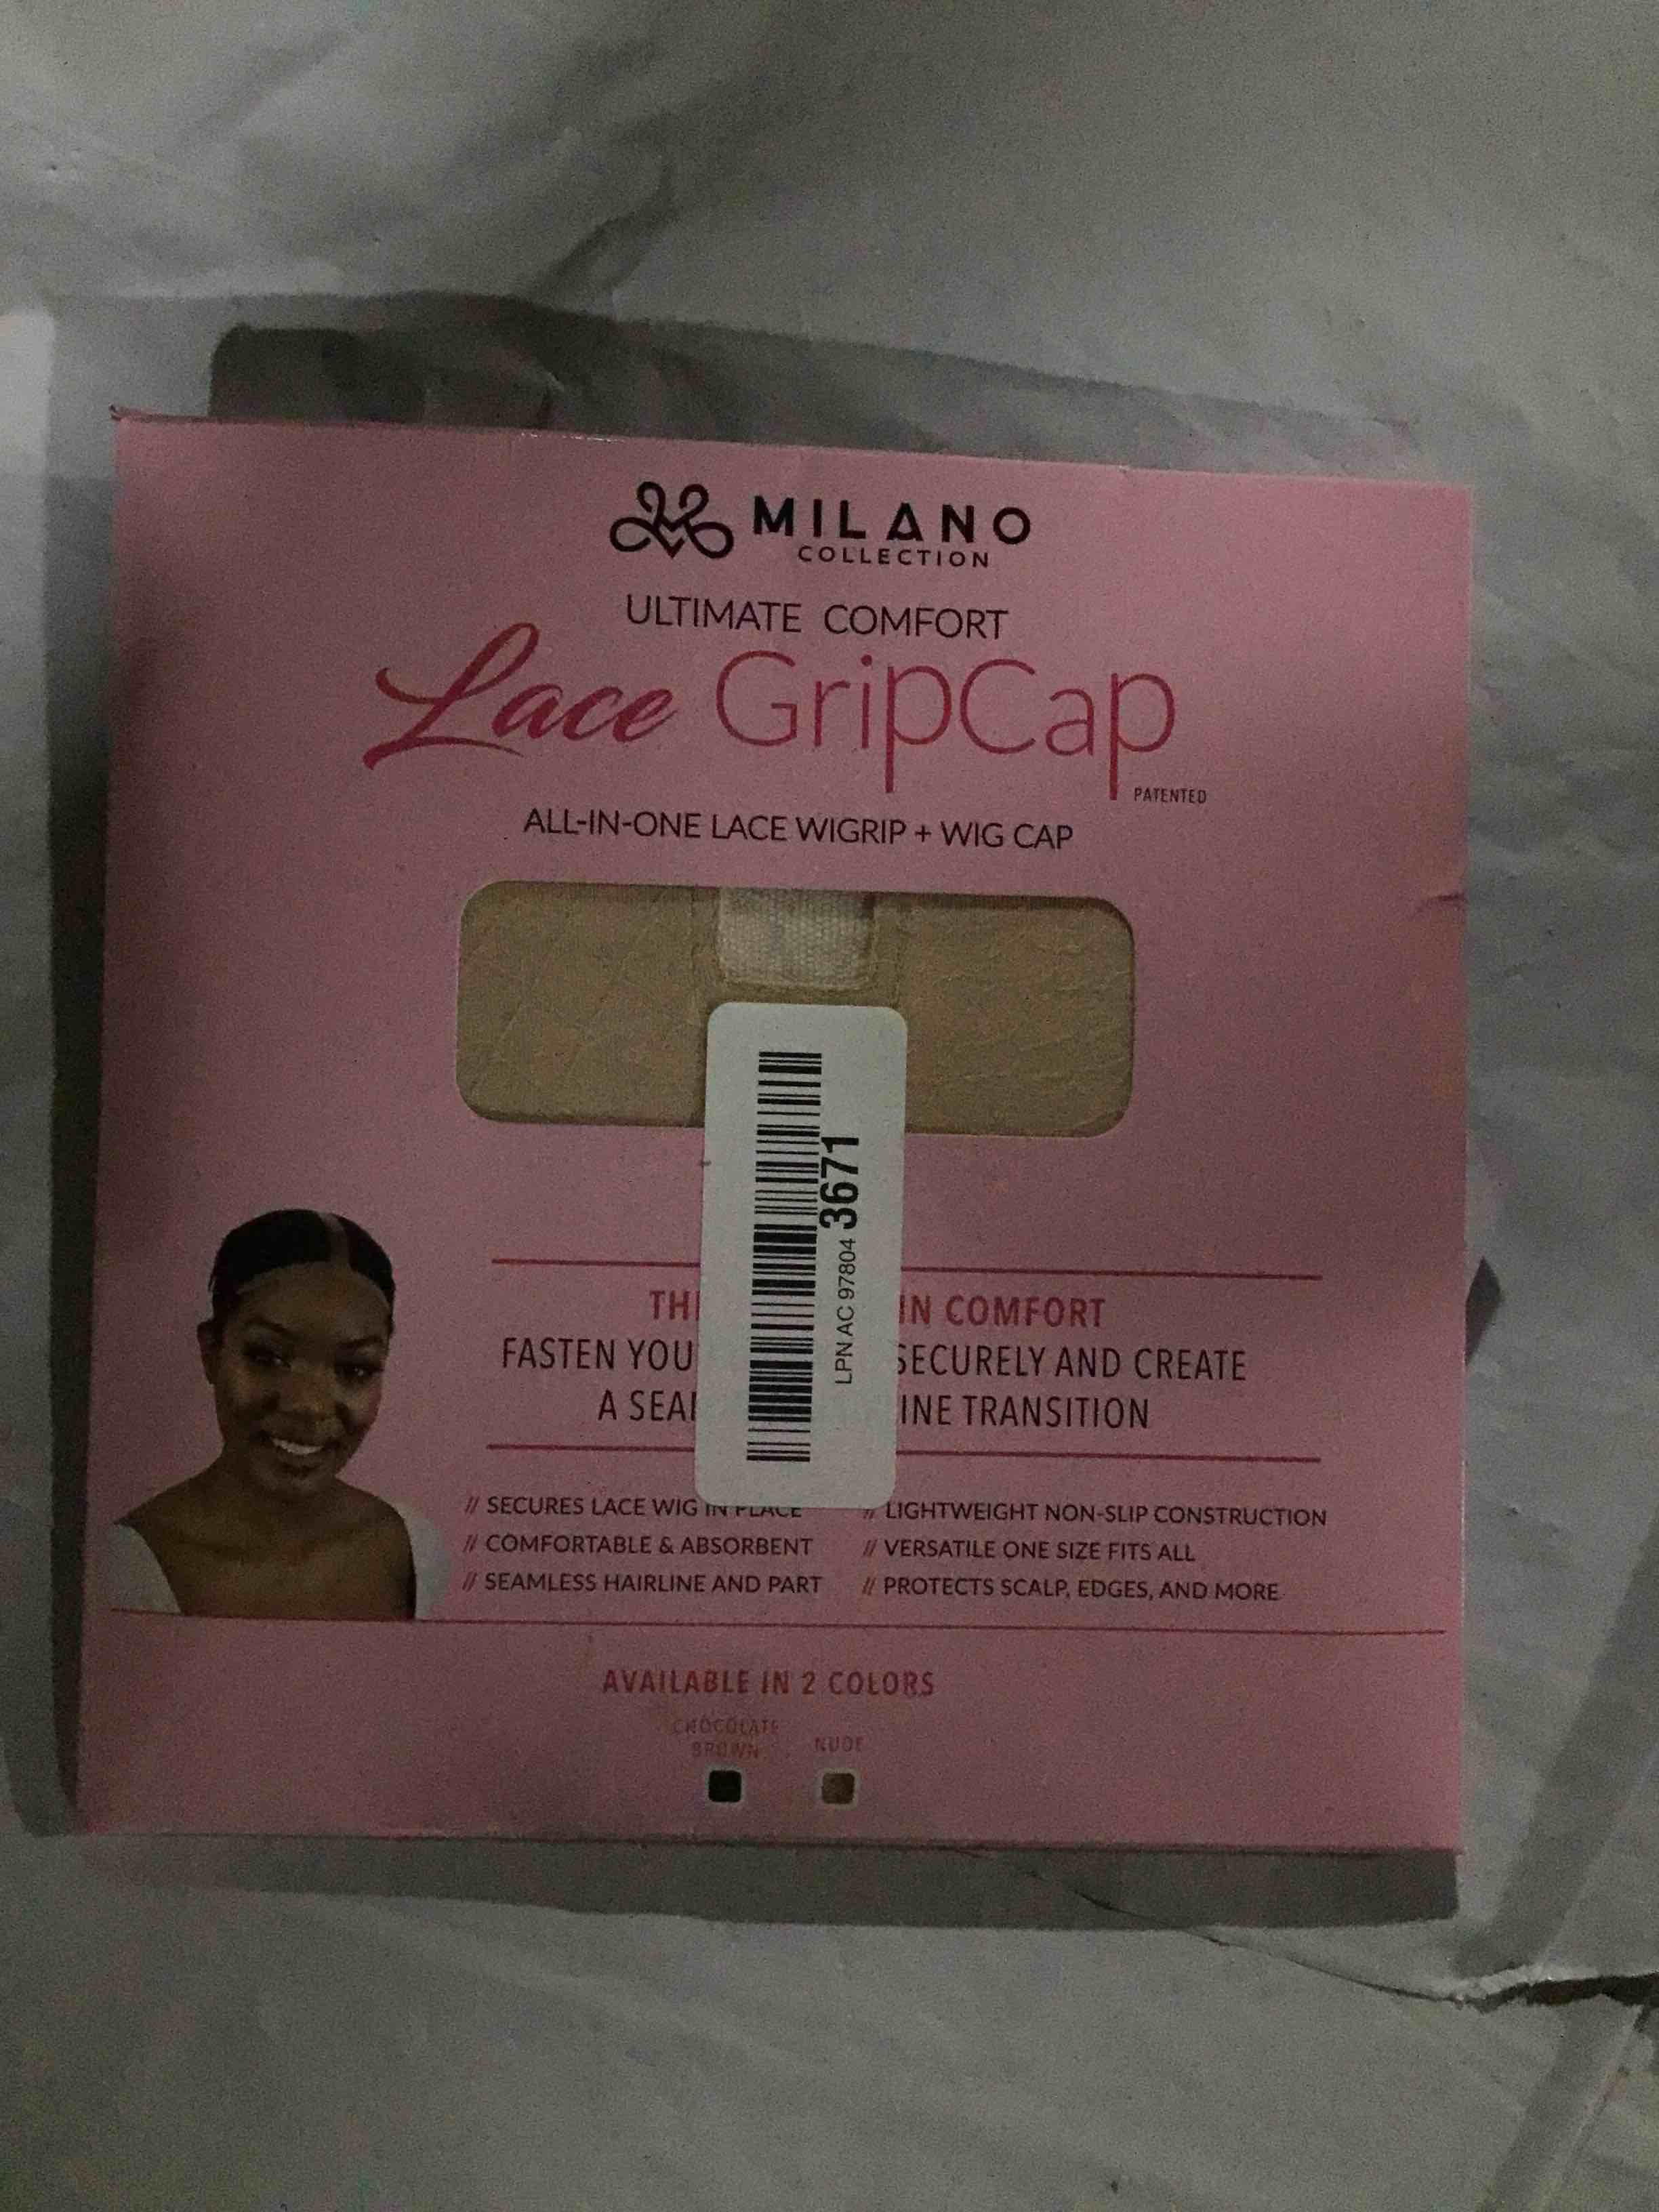 MILANO
COLLECTION
ULTIMATE COMFORT
Lace GripCap
PATENTED
ALL-IN-ONE LACE WIGRIP + WIG CAP
LPN AC 97804 3671
IN COMFORT
FASTEN YOU SECURELY AND CREATE
A TRANSITION
// SECURES LACE WIG IN PLACE // LIGHTWEIGHT NON-SLIP CONSTRUCTION
// COMFORTABLE & ABSORBENT // VERSATILE ONE SIZE FITS ALL
// SEAMLESS HAIRLINE AND PART // PROTECTS SCALP, EDGES, AND MORE
AVAILABLE IN 2 COLORS
CHOCOLATE
BROWN NUDE